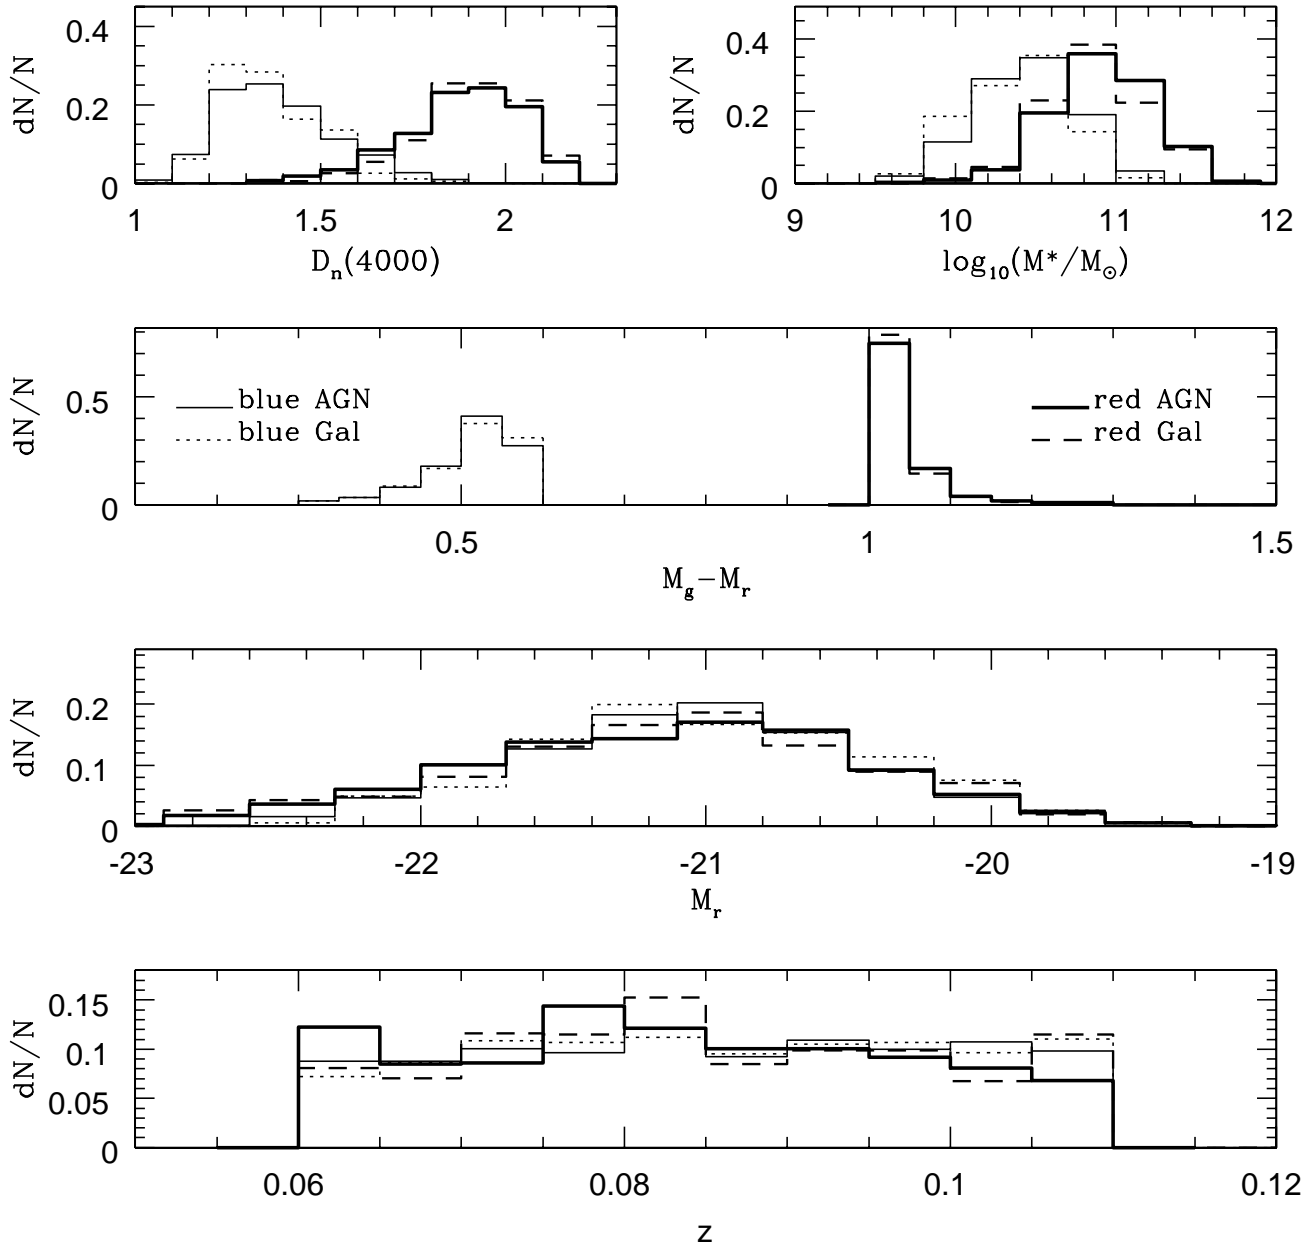 dN/N
0.4
0.2
0
1
1.5
2
D_n(4000)
dN/N
0.4
0.2
0
9
10
11
12
log_10(M*/M_⊙)
dN/N
0.5
0
blue AGN
blue Gal
red AGN
red Gal
0.5
1
1.5
M_g−M_r
dN/N
0.2
0.1
0
-23
-22
-21
-20
-19
M_r
dN/N
0.15
0.1
0.05
0
0.06
0.08
0.1
0.12
z